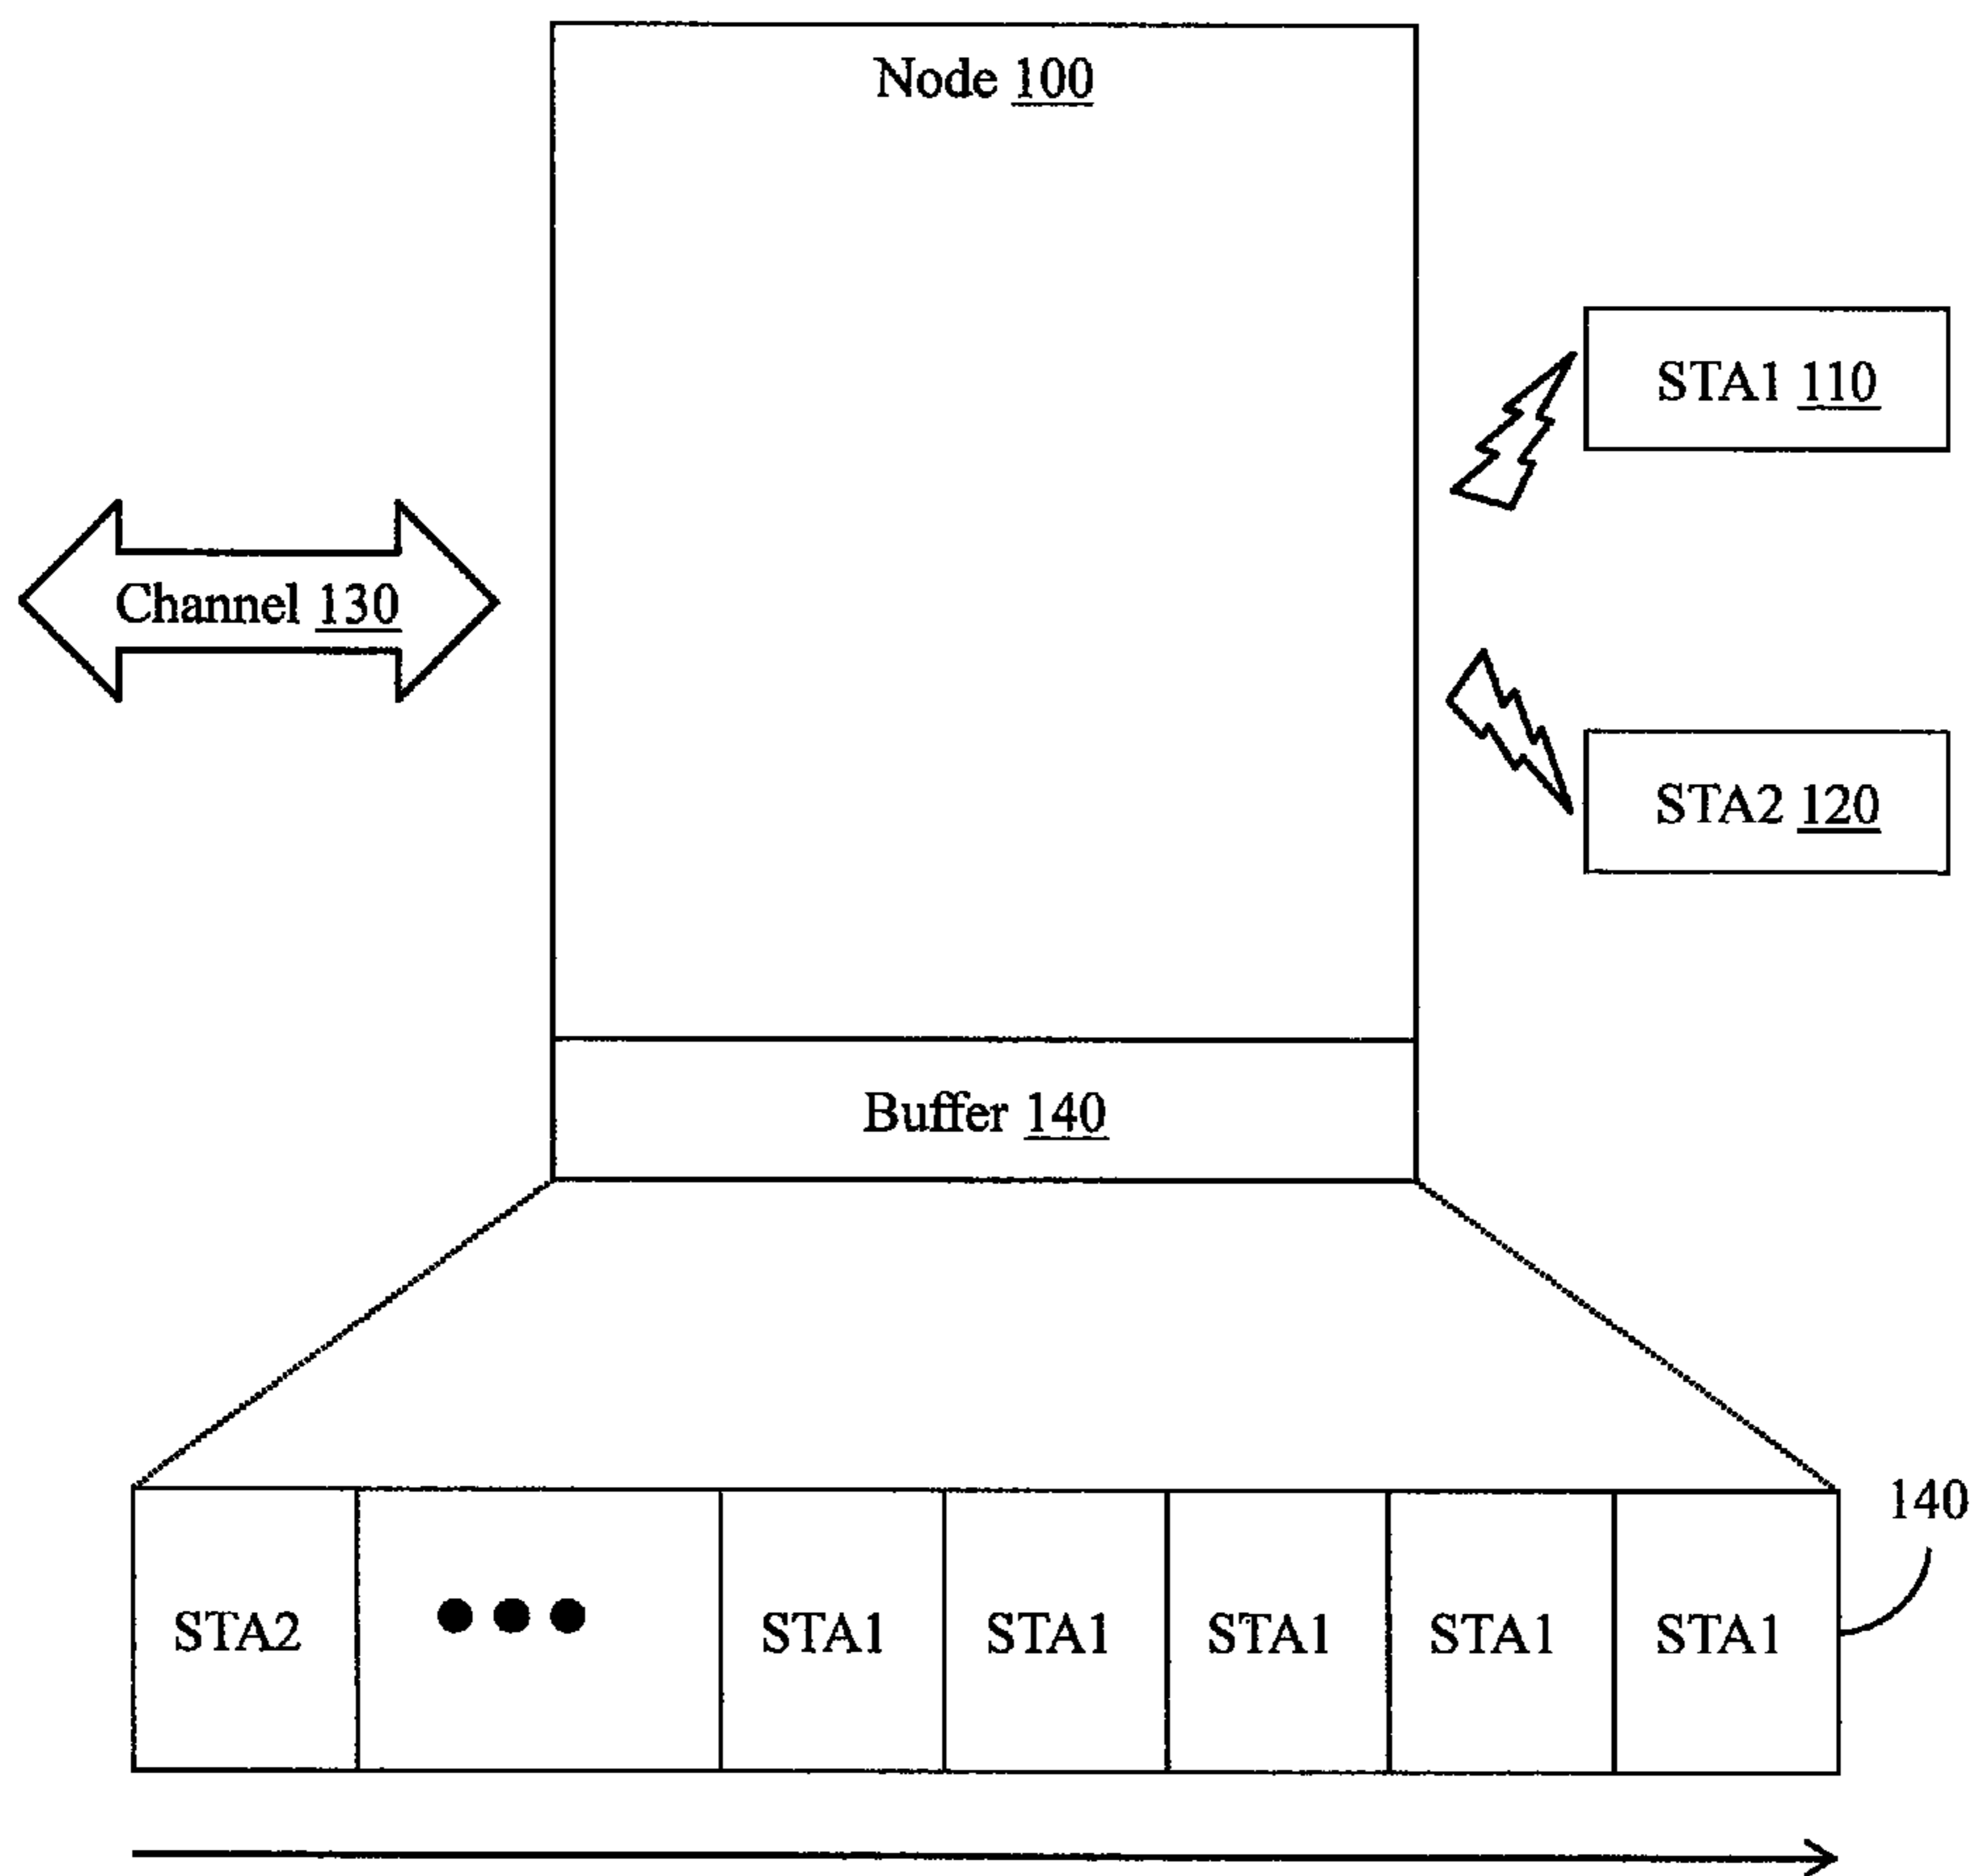 Node 100
STA1 110
Channel 130
STA2 120
Buffer 140
140
STA2 ●●● STA1 STA1 STA1 STA1 STA1